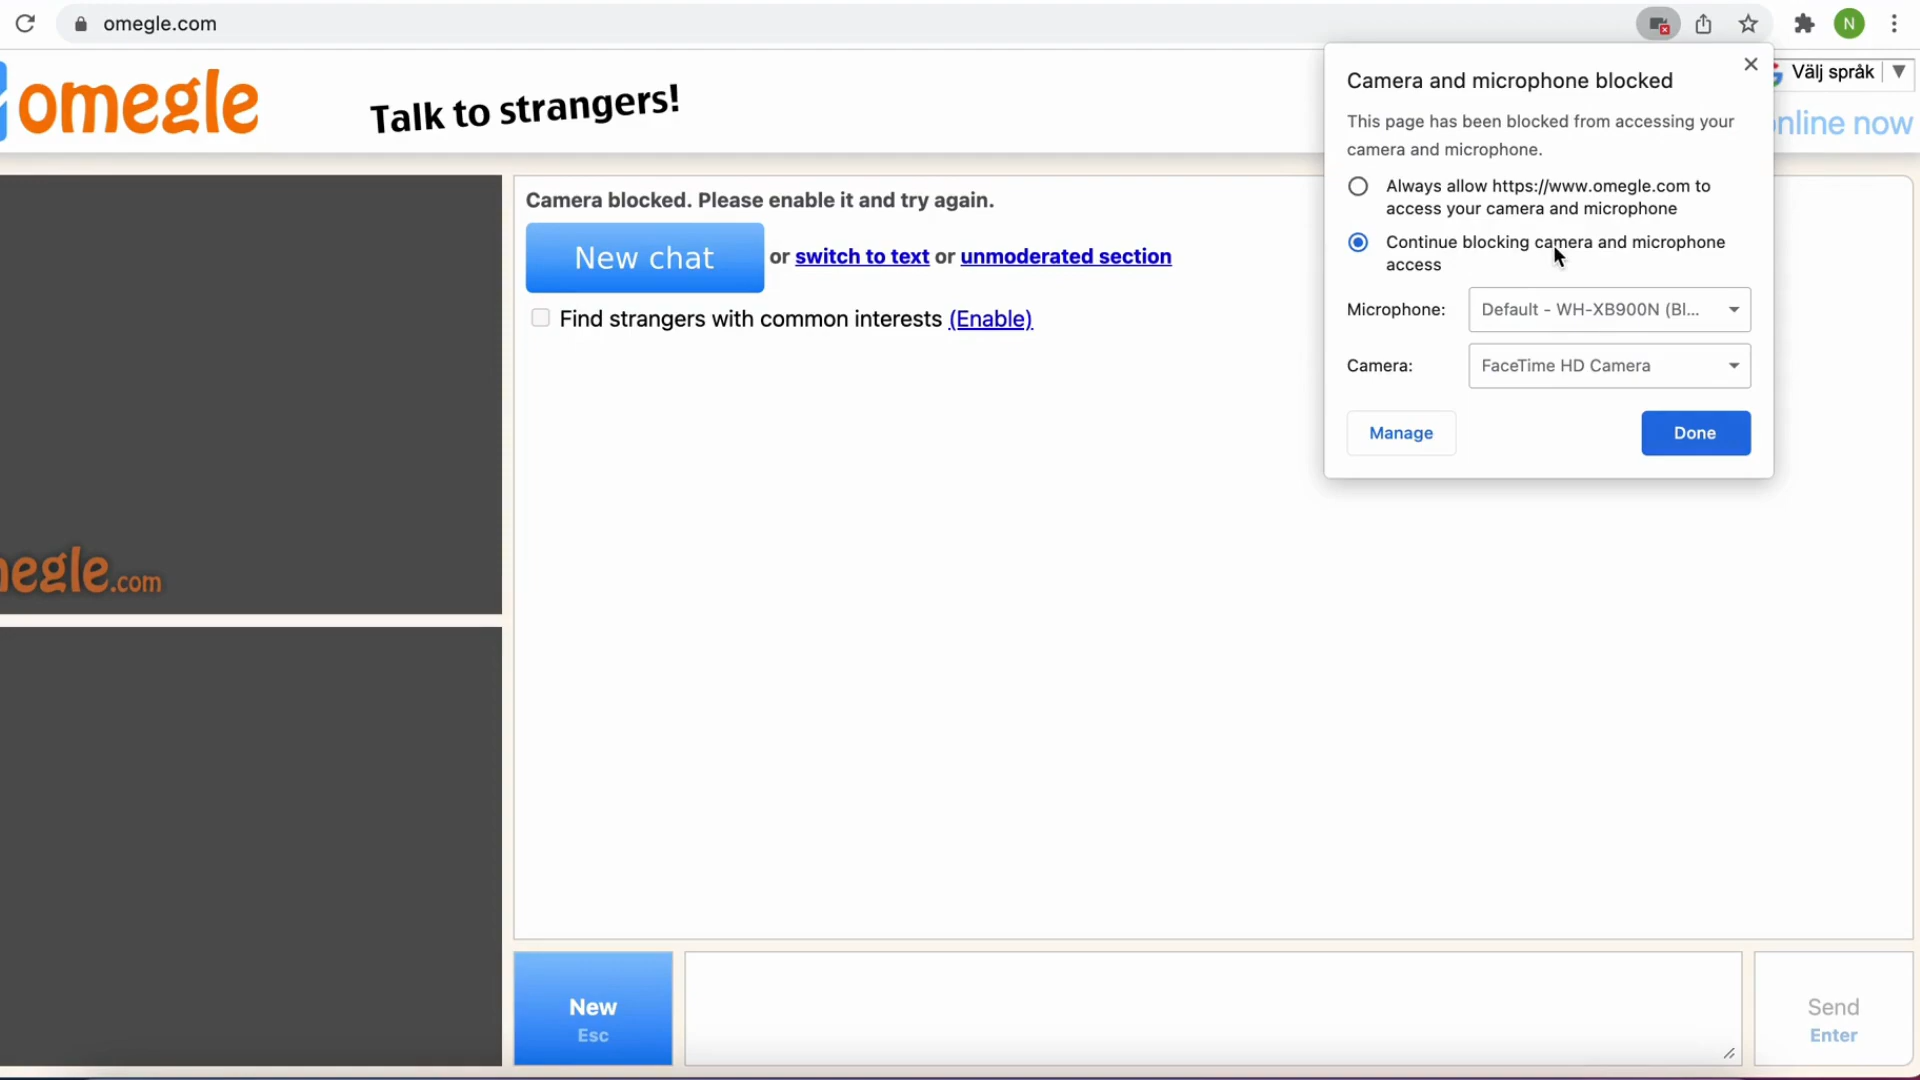 omegle.com
N
omegle
Talk to strangers!
Välj språk
nline now
Camera and microphone blocked
This page has been blocked from accessing your
camera and microphone.
Always allow https://www.omegle.com to
access your camera and microphone
Continue blocking camera and microphone
access
Microphone:
Default - WH-XB900N (Bl...
Camera:
FaceTime HD Camera
Manage
Done
Camera blocked. Please enable it and try again.
New chat or switch to text or unmoderated section
Find strangers with common interests (Enable)
egle.com
New
Esc
Send
Enter